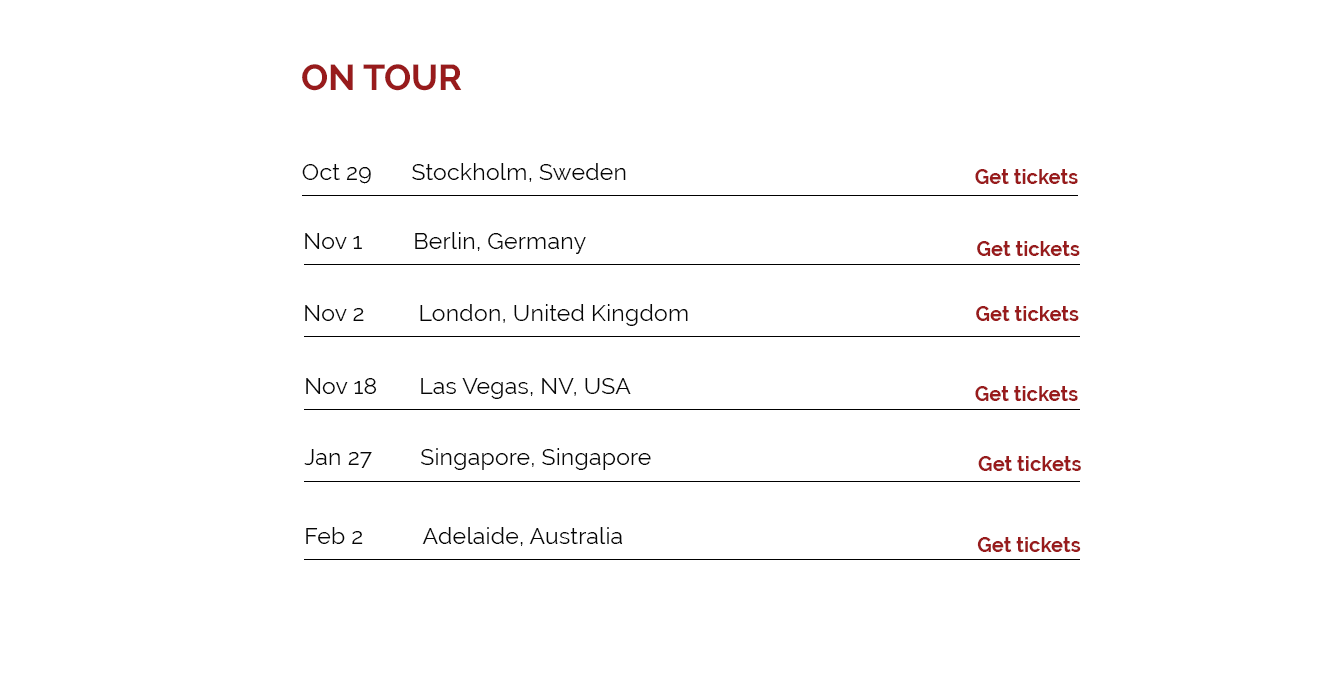 ON TOUR
Oct 29 Stockholm, Sweden Get tickets
Nov 1 Berlin, Germany Get tickets
Nov 2 London, United Kingdom Get tickets
Nov 18 Las Vegas, NV, USA Get tickets
Jan 27 Singapore, Singapore Get tickets
Feb 2 Adelaide, Australia Get tickets